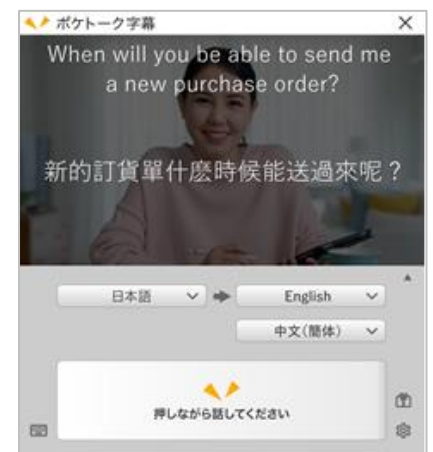 ポケトーク字幕
When will you be able to send me
a new purchase order?
新的訂貨單什麼時候能送過來呢？
日本語
English
中文(簡体)
押しながら話してください